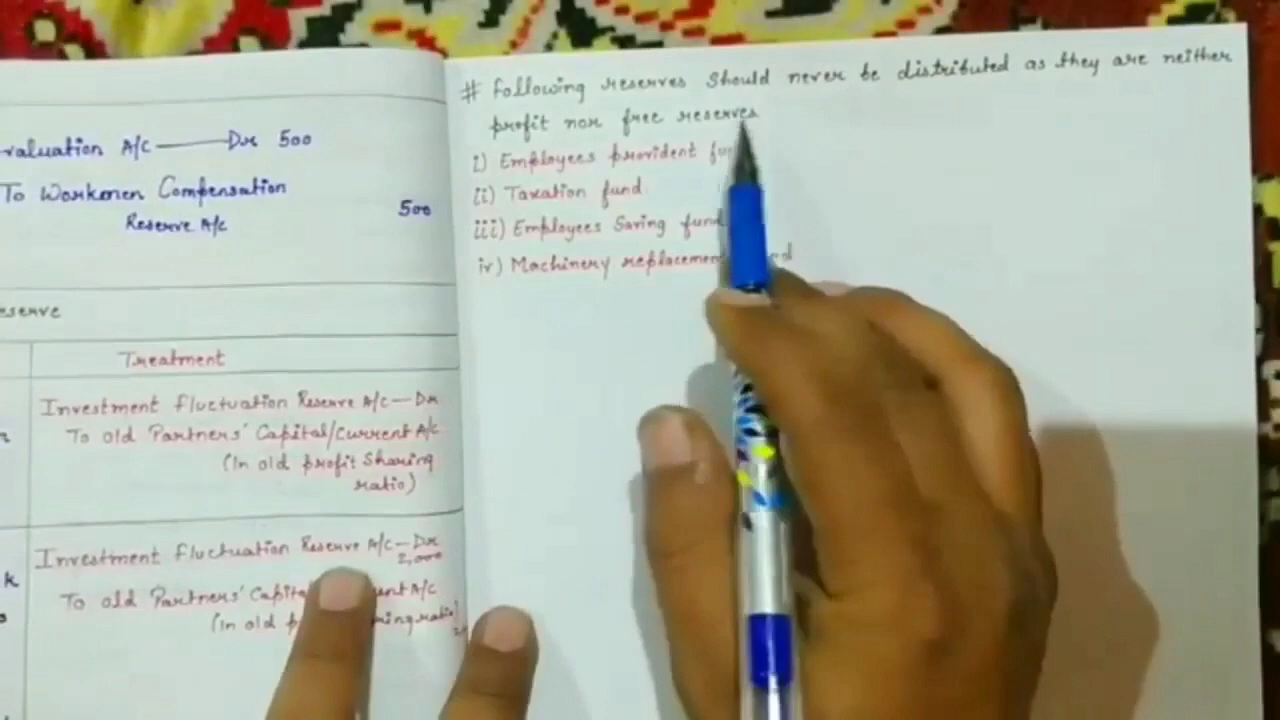 valuation A/c — Dr 500
To Workmen Compensation
Reserve A/c 500
eserve
Treatment
Investment fluctuation Reserve A/c — Dr
To old Partners' Capital/Current A/c
(In old profit sharing
ratio)
Investment fluctuation Reserve A/c — Dr
2,000
To old Partners' A/c
(In old
# following reserves should never be distributed as they are neither
profit nor free reserves
i) Employees provident
ii) Taxation fund
iii) Employees Saving fund
iv) Machinery replacement